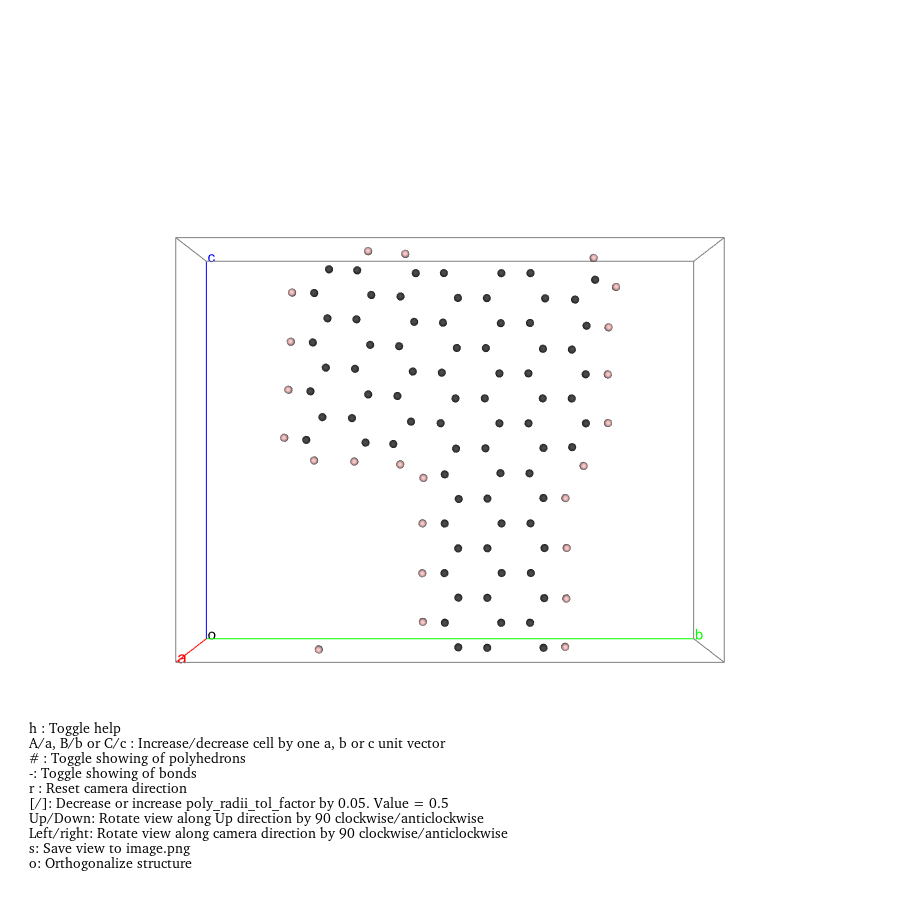 c
o
b
a
h : Toggle help
A/a, B/b or C/c : Increase/decrease cell by one a, b or c unit vector
# : Toggle showing of polyhedrons
-: Toggle showing of bonds
r : Reset camera direction
[/]: Decrease or increase poly_radii_tol_factor by 0.05. Value = 0.5
Up/Down: Rotate view along Up direction by 90 clockwise/anticlockwise
Left/right: Rotate view along camera direction by 90 clockwise/anticlockwise
s: Save view to image.png
o: Orthogonalize structure